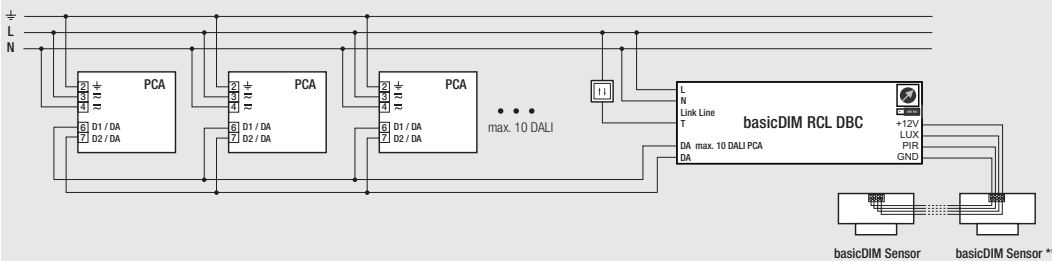 L
N
PCA
2
3
4
6 D1 / DA
7 D2 / DA
PCA
2
3
4
6 D1 / DA
7 D2 / DA
PCA
2
3
4
6 D1 / DA
7 D2 / DA
• • •
max. 10 DALI
L
N
Link Line
T
DA max. 10 DALI PCA
DA
basicDIM RCL DBC
+12V
LUX
PIR
GND
basicDIM Sensor
basicDIM Sensor **